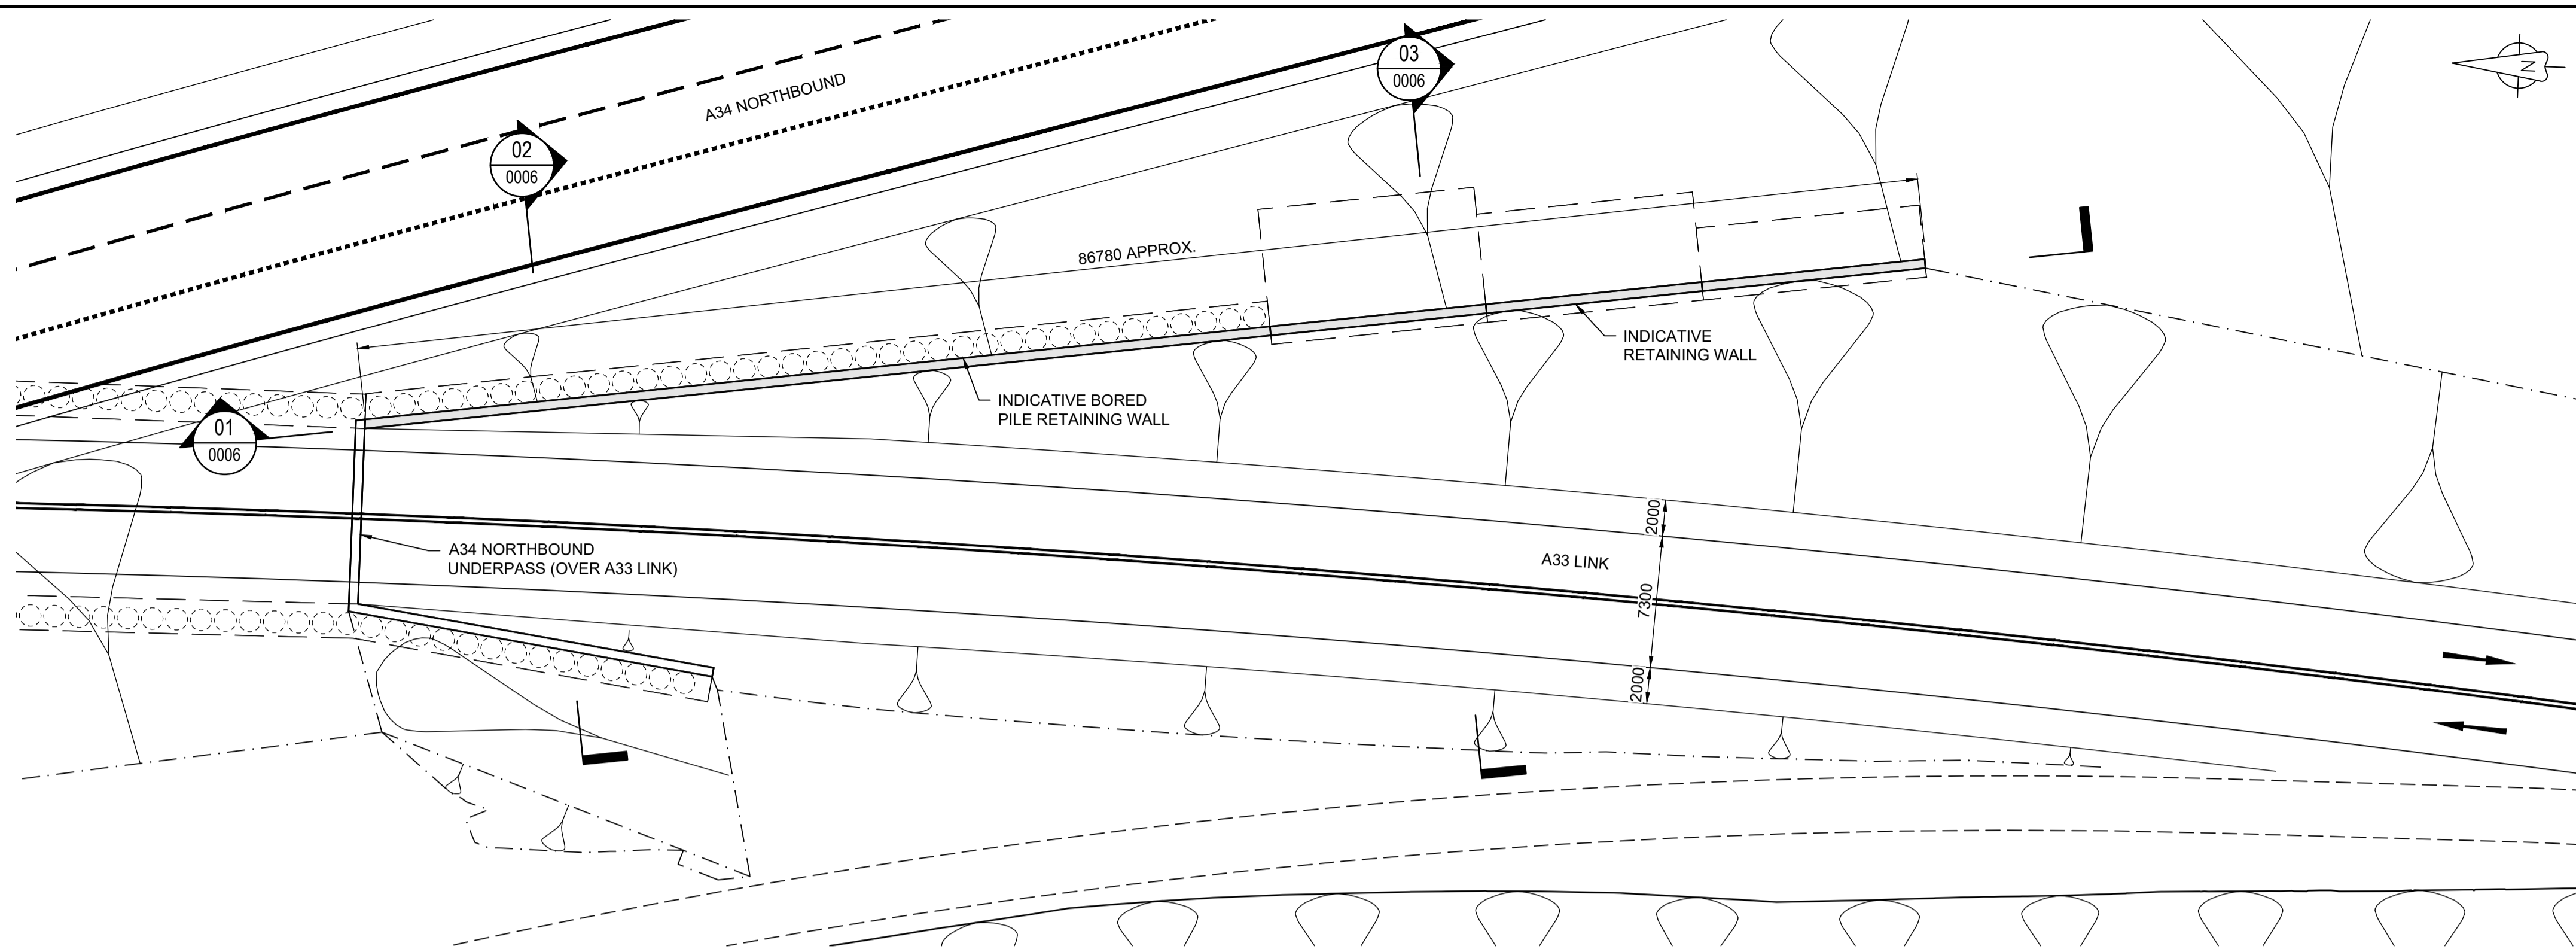 03
0006
N
A34 NORTHBOUND
02
0006
86780 APPROX.
INDICATIVE
RETAINING WALL
INDICATIVE BORED
PILE RETAINING WALL
01
0006
2000
A34 NORTHBOUND
UNDERPASS (OVER A33 LINK)
A33 LINK
7300
2000